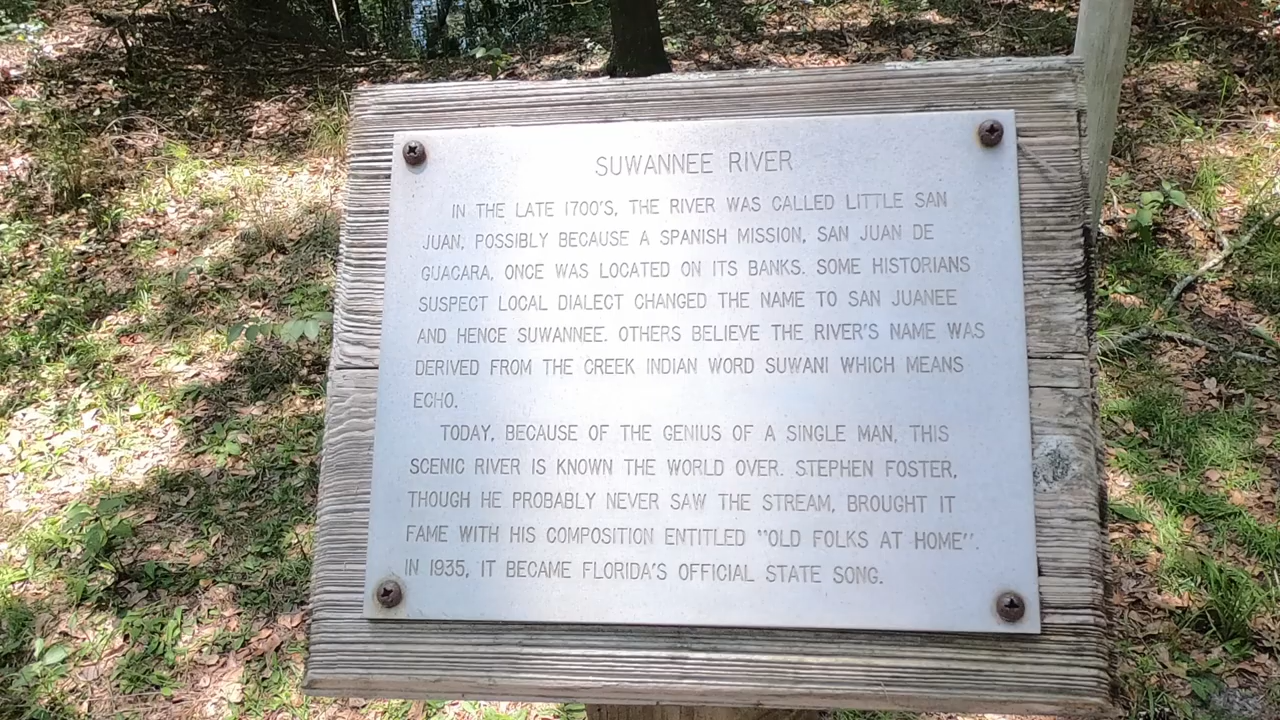 SUWANNEE RIVER
IN THE LATE 1700'S, THE RIVER WAS CALLED LITTLE SAN
JUAN, POSSIBLY BECAUSE A SPANISH MISSION, SAN JUAN DE
GUACARA, ONCE WAS LOCATED ON ITS BANKS. SOME HISTORIANS
SUSPECT LOCAL DIALECT CHANGED THE NAME TO SAN JUANEE
AND HENCE SUWANNEE. OTHERS BELIEVE THE RIVER'S NAME WAS
DERIVED FROM THE CREEK INDIAN WORD SUWANI WHICH MEANS
ECHO.
TODAY, BECAUSE OF THE GENIUS OF A SINGLE MAN, THIS
SCENIC RIVER IS KNOWN THE WORLD OVER. STEPHEN FOSTER,
THOUGH HE PROBABLY NEVER SAW THE STREAM, BROUGHT IT
FAME WITH HIS COMPOSITION ENTITLED "OLD FOLKS AT HOME".
IN 1935, IT BECAME FLORIDA'S OFFICIAL STATE SONG.